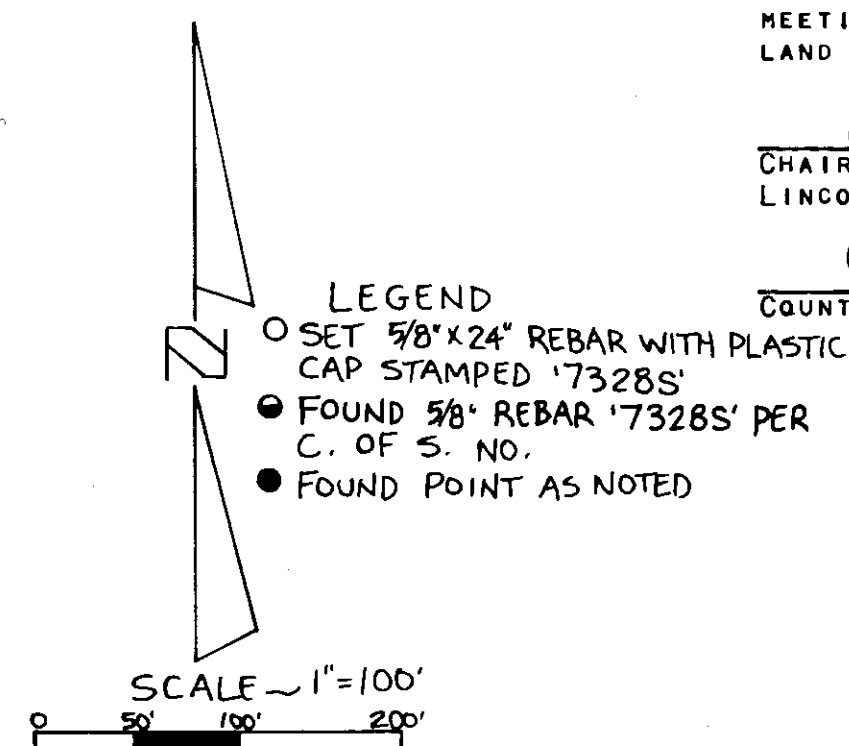 MEETI
LAND
CHAIR
LINCO
COUNT
LEGEND
SET 5/8"X24" REBAR WITH PLASTIC
CAP STAMPED '7328S'
FOUND 5/8" REBAR '7328S' PER
C. OF S. NO.
FOUND POINT AS NOTED
N
SCALE ~ 1"=100'
0 50' 100' 200'